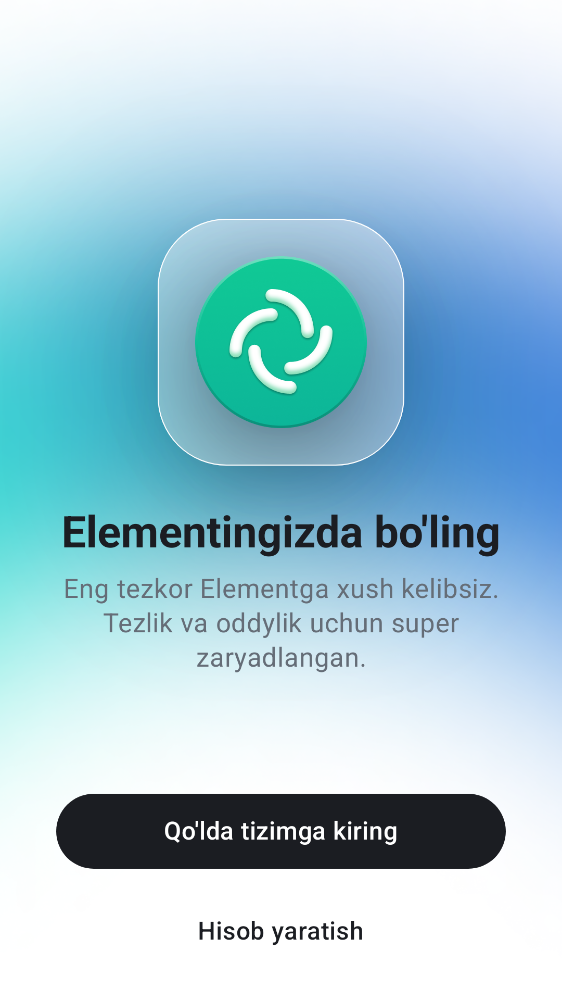 Elementingizda bo'ling
Eng tezkor Elementga xush kelibsiz.
Tezlik va oddylik uchun super
zaryadlangan.
Qo'lda tizimga kiring
Hisob yaratish